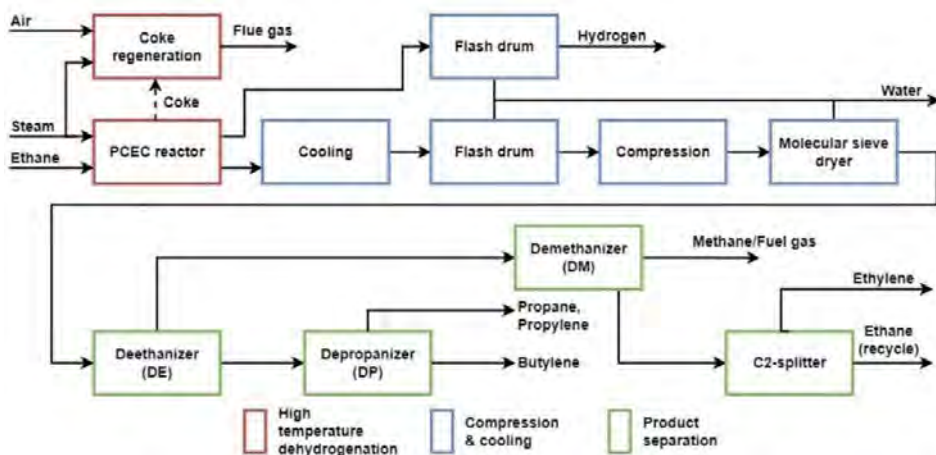 Air
Coke
regeneration
Flue gas
Flash drum
Hydrogen
Coke
Water
Steam
Ethane
PCEC reactor
Cooling
Flash drum
Compression
Molecular sieve
dryer
Demethanizer
(DM)
Methane/Fuel gas
Ethylene
Propane,
Propylene
Ethane
(recycle)
Deethanizer
(DE)
Depropanizer
(DP)
Butylene
C2-splitter
High
temperature
dehydrogenation
Compression
& cooling
Product
separation